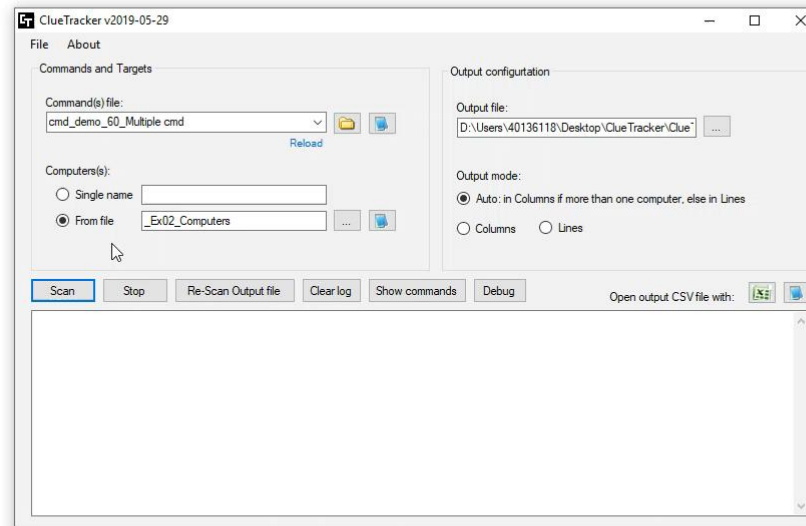 ClueTracker v2019-05-29
File About
Commands and Targets
Command(s) file:
cmd_demo_60_Multiple cmd
Reload
Computers(s):
Single name
From file _Ex02_Computers ...
Output configurtation
Output file:
D:\Users\40136118\Desktop\ClueTracker\Clue ...
Output mode:
Auto: in Columns if more than one computer, else in Lines
Columns Lines
Scan Stop Re-Scan Output file Clear log Show commands Debug
Open output CSV file with: